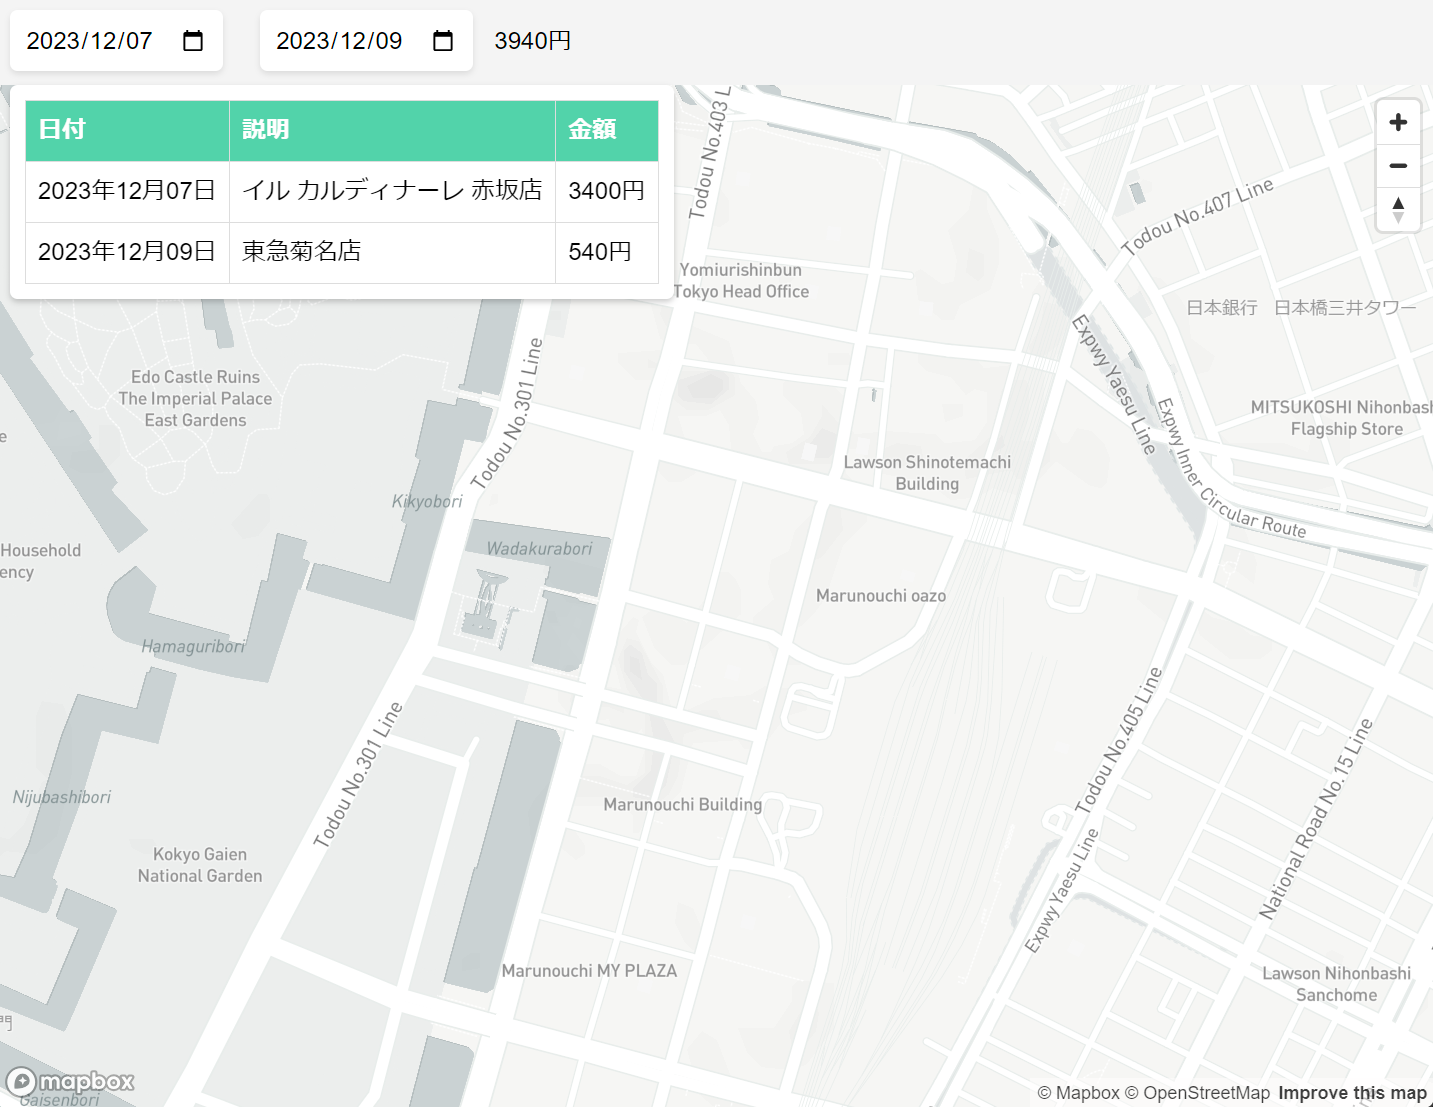 2023/12/07 2023/12/09 3940円
日付 説明 金額
2023年12月07日 イル カルディナーレ 赤坂店 3400円
2023年12月09日 東急菊名店 540円
Todou No.403 L
Todou No.407 Line
Yomiurishinbun
Tokyo Head Office
日本銀行 日本橋三井タワー
Edo Castle Ruins
The Imperial Palace
East Gardens
Todou No.301 Line
Expwy Yaesu Line
Expwy Inner Circular Route
MITSUKOSHI Nihonbash
Flagship Store
e
Lawson Shinotemachi
Building
Kikyobori
Wadakurabori
Household
ency
Marunouchi oazo
Hamaguribori
Todou No.301 Line
Todou No.405 Line
National Road No.15 Line
Nijubashibori
Marunouchi Building
Kokyo Gaien
National Garden
Expwy Yaesu Line
Marunouchi MY PLAZA
Lawson Nihonbashi
Sanchome
門
mapbox
Gaisenbori
© Mapbox © OpenStreetMap Improve this map